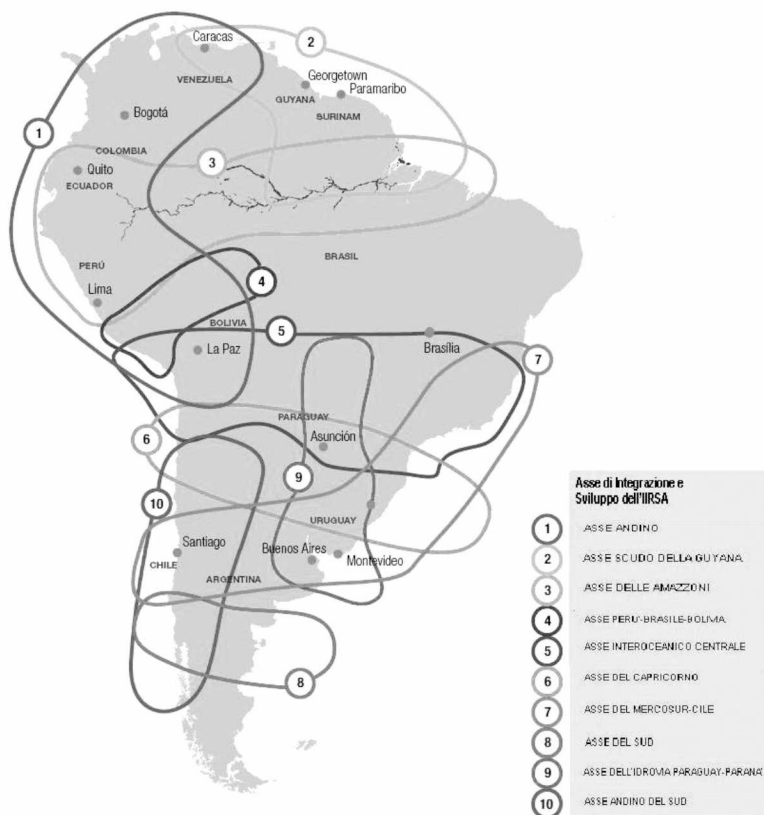 Caracas
2
VENEZUELA
Georgetown
GUYANA
Paramaribo
SURINAM
Bogotá
1
COLOMBIA
3
Quito
ECUADOR
BRASIL
PERÚ
4
Lima
BOLIVIA
5
La Paz
Brasília
7
PARAGUAY
6
Asunción
9
10
URUGUAY
Santiago
Buenos Aires
Montevideo
CHILE
ARGENTINA
8
Asse di Integrazione e
Sviluppo dell'IIRSA
1 ASSE ANDINO
2 ASSE SCUDO DELLA GUYANA
3 ASSE DELLE AMAZZONI
4 ASSE PERU'-BRASILE-BOLIVIA
5 ASSE INTEROCEANICO CENTRALE
6 ASSE DEL CAPRICORNO
7 ASSE DEL MERCOSUR-CILE
8 ASSE DEL SUD
9 ASSE DELL'IDROVIA PARAGUAY-PARANA'
10 ASSE ANDINO DEL SUD